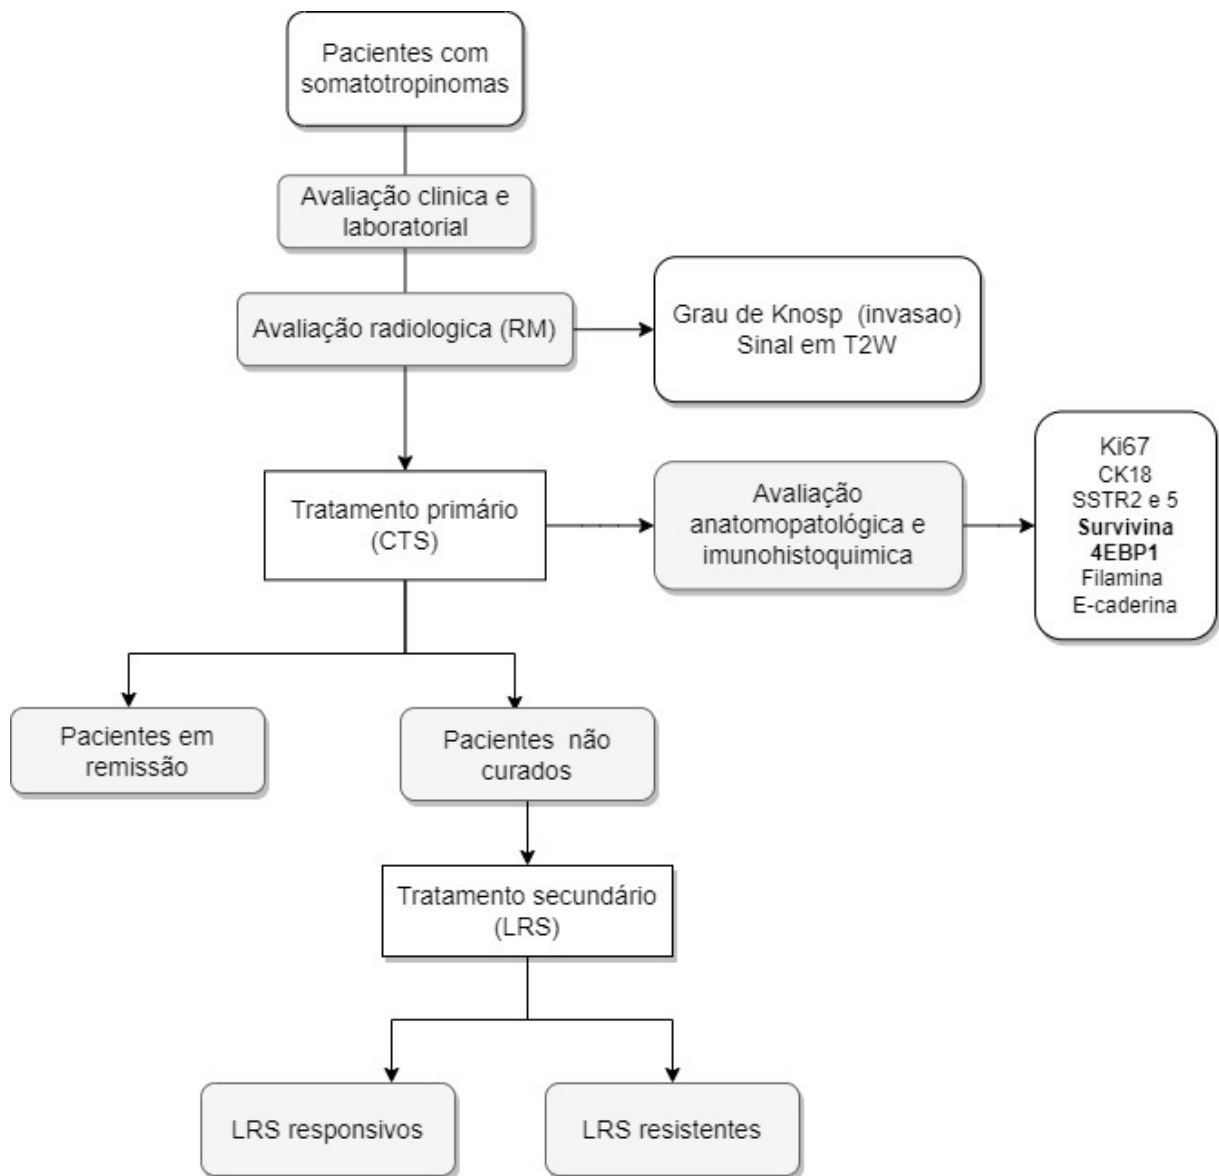 Pacientes com
somatotropinomas
Avaliação clinica e
laboratorial
Avaliação radiologica (RM)
Grau de Knosp (invasao)
Sinal em T2W
Tratamento primário
(CTS)
Avaliação
anatomopatológica e
imunohistoquimica
Ki67
CK18
SSTR2 e 5
Survivina
4EBP1
Filamina
E-caderina
Pacientes em
remissão
Pacientes não
curados
Tratamento secundário
(LRS)
LRS responsivos
LRS resistentes